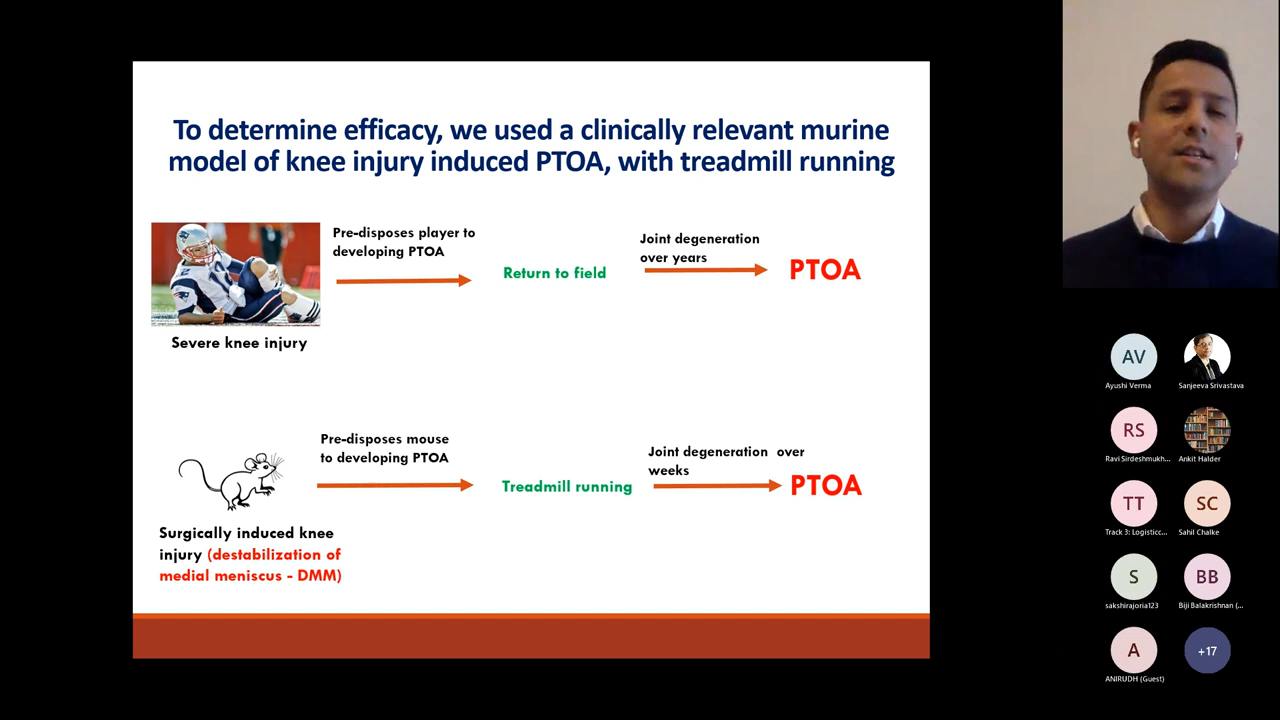 To determine efficacy, we used a clinically relevant murine
model of knee injury induced PTOA, with treadmill running
Pre-disposes player to
developing PTOA
Return to field
Joint degeneration
over years
PTOA
12
Severe knee injury
Pre-disposes mouse
to developing PTOA
Treadmill running
Joint degeneration over
weeks
PTOA
Surgically induced knee
injury (destabilization of
medial meniscus - DMM)
AV
Ayushi Verma
Sanjeeva Srivastava
RS
Ravi Sirdeshmukh...
Ankit Halder
TT
Track 3: Logisticc...
SC
Sahil Chalke
S
sakshirajoria123
BB
Biji Balakrishnan (...
A
ANIRUDH (Guest)
+17